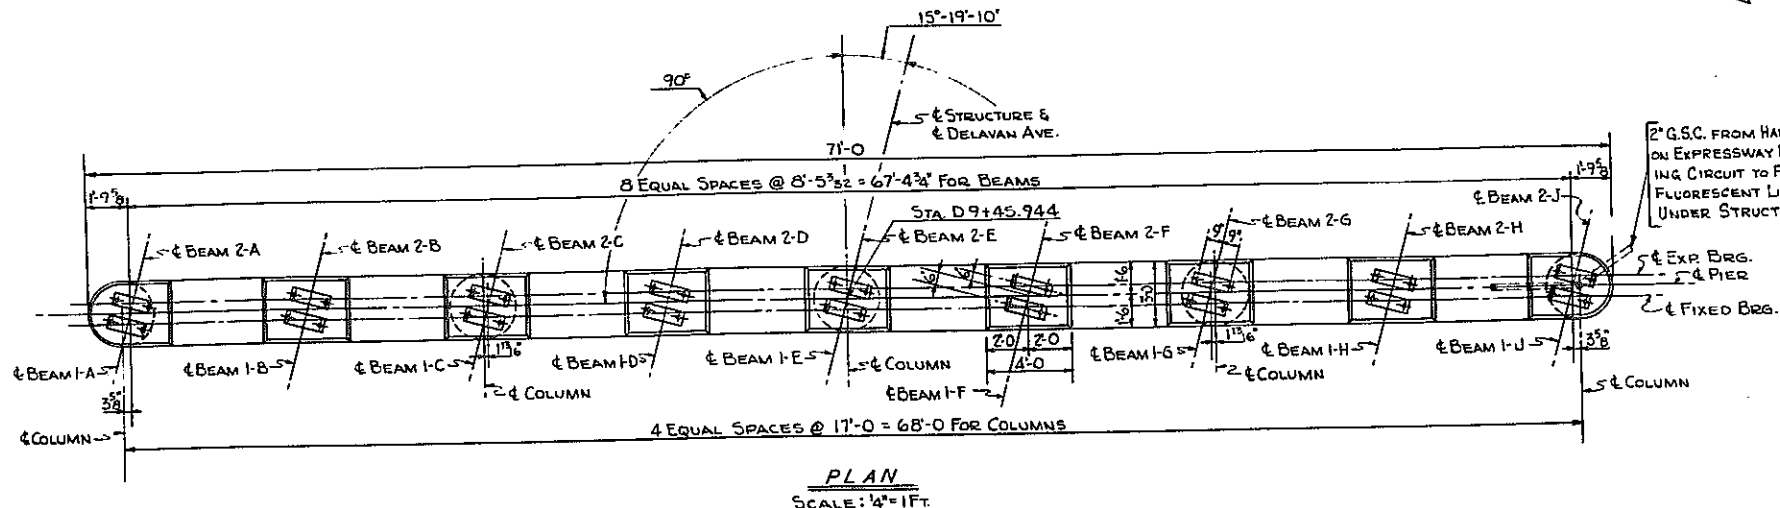 15°-19'-10"
90°
℄ STRUCTURE &
℄ DELAVAN AVE.
71'-0
8 EQUAL SPACES @ 8'-5 3/32 = 67'-4 3/4" FOR BEAMS
1'-9 5/8
1'-9 5/8
2" G.S.C. FROM HA
ON EXPRESSWAY
ING CIRCUIT TO F
FLUORESCENT L
UNDER STRUCT
STA. D 9+45.944
℄ BEAM 2-A
℄ BEAM 2-B
℄ BEAM 2-C
℄ BEAM 2-D
℄ BEAM 2-E
℄ BEAM 2-F
℄ BEAM 2-G
℄ BEAM 2-H
℄ BEAM 2-J
9" 9"
6"
6"
1'-6
3'-0
1'-6
℄ EXP. BRG.
℄ PIER
℄ FIXED BRG.
2'-0 2'-0
4'-0
℄ BEAM 1-A
℄ BEAM 1-B
℄ BEAM 1-C
℄ BEAM 1-D
℄ BEAM 1-E
℄ BEAM 1-F
℄ BEAM 1-G
℄ BEAM 1-H
℄ BEAM 1-J
1 13/16"
1 13/16"
3 5/8"
3 5/8"
℄ COLUMN
℄ COLUMN
℄ COLUMN
℄ COLUMN
℄ COLUMN
4 EQUAL SPACES @ 17'-0 = 68'-0 FOR COLUMNS
PLAN
SCALE: 1/4" = 1 FT.